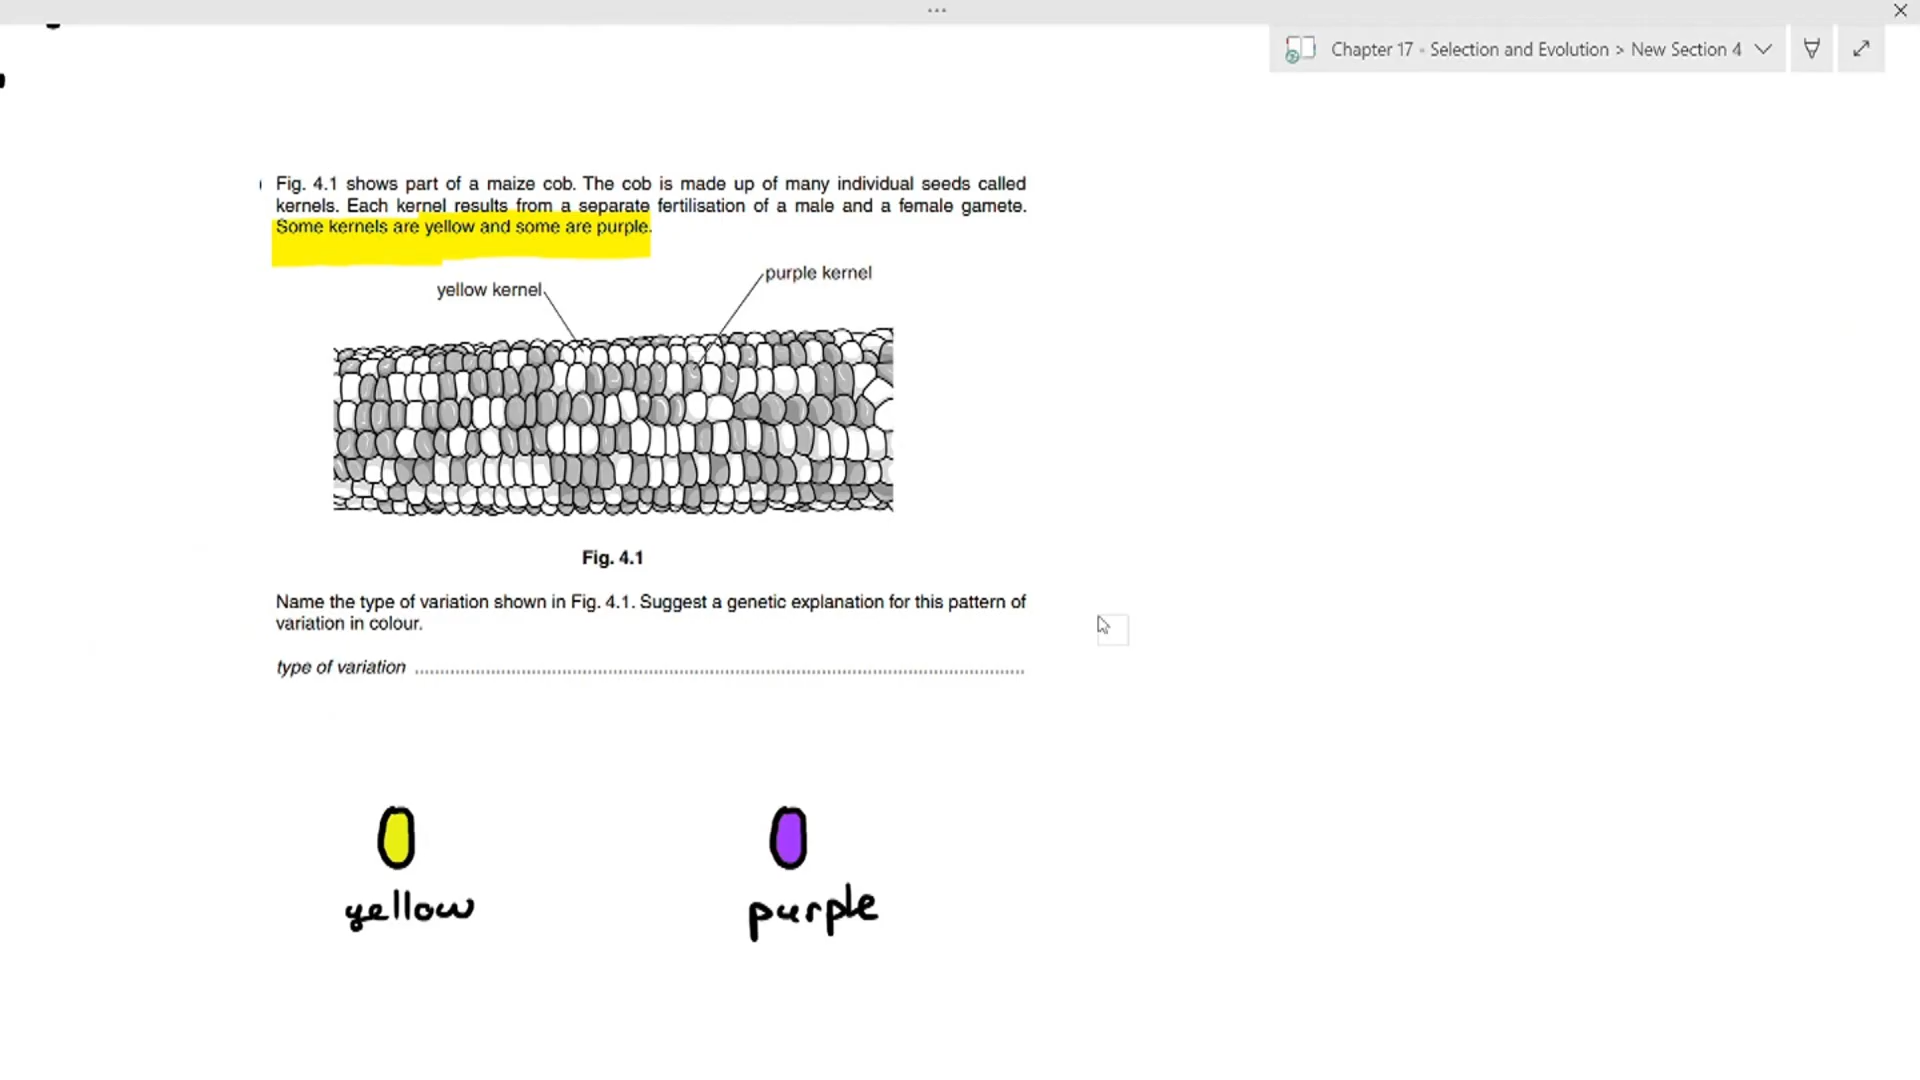 Chapter 17 - Selection and Evolution > New Section 4
Fig. 4.1 shows part of a maize cob. The cob is made up of many individual seeds called
kernels. Each kernel results from a separate fertilisation of a male and a female gamete.
Some kernels are yellow and some are purple.
purple kernel
yellow kernel
Fig. 4.1
Name the type of variation shown in Fig. 4.1. Suggest a genetic explanation for this pattern of
variation in colour.
type of variation ....................
yellow
purple